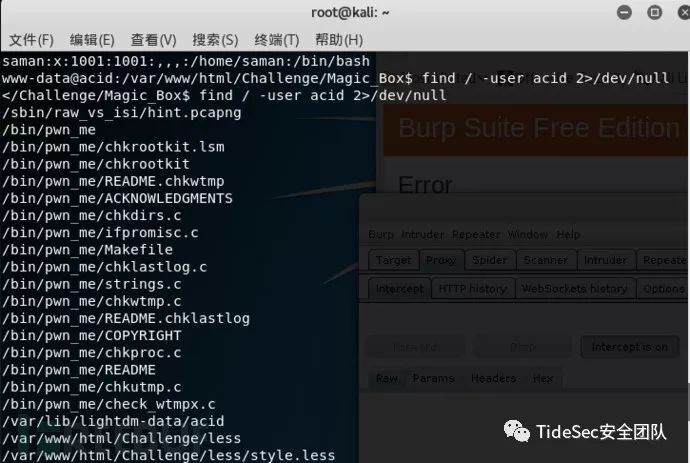 root@kali: ~
文件(F) 编辑(E) 查看(V) 搜索(S) 终端(T) 帮助(H)
saman:x:1001:1001:,,,:/home/saman:/bin/bash
www-data@acid:/var/www/html/Challenge/Magic_Box$ find / -user acid 2>/dev/null
</Challenge/Magic_Box$ find / -user acid 2>/dev/null
/sbin/raw_vs_isi/hint.pcapng
/bin/pwn_me
/bin/pwn_me/chkrootkit.lsm
/bin/pwn_me/chkrootkit
/bin/pwn_me/README.chkwtmp
/bin/pwn_me/ACKNOWLEDGMENTS
/bin/pwn_me/chkdirs.c
/bin/pwn_me/ifpromisc.c
/bin/pwn_me/Makefile
/bin/pwn_me/chklastlog.c
/bin/pwn_me/strings.c
/bin/pwn_me/chkwtmp.c
/bin/pwn_me/README.chklastlog
/bin/pwn_me/COPYRIGHT
/bin/pwn_me/chkproc.c
/bin/pwn_me/README
/bin/pwn_me/chkutmp.c
/bin/pwn_me/check_wtmpx.c
/var/lib/lightdm-data/acid
/var/www/html/Challenge/less
/var/www/html/Challenge/less/style.less
Burp Suite Free Edition
Error
Burp Intruder Repeater Window Help
Target Proxy Spider Scanner Intruder Repeate
Intercept HTTP history WebSockets history Options
Forward Drop Intercept is on
Raw Params Headers Hex
TideSec安全团队